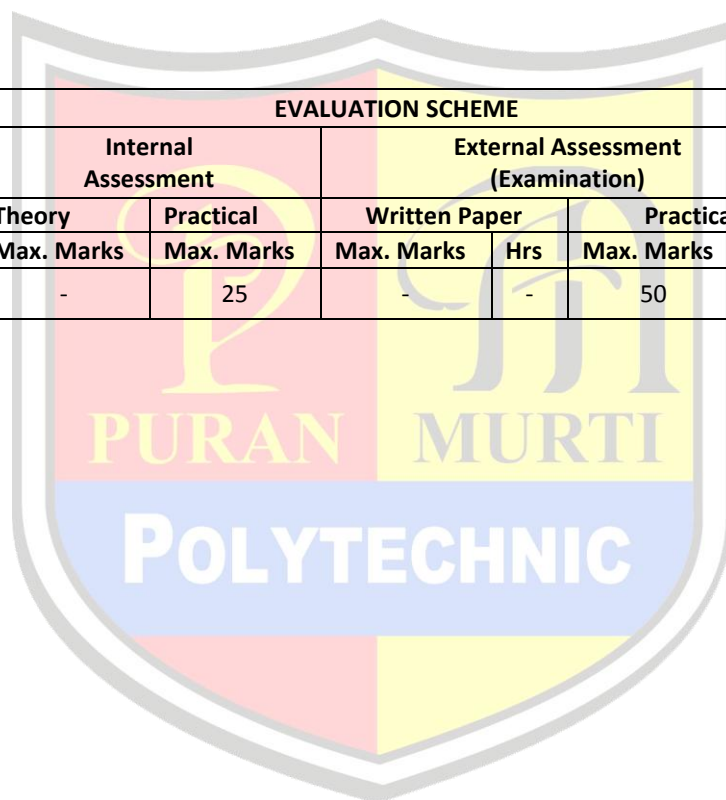 EVALUATION SCHEME
Internal Assessment External Assessment (Examination)
Theory Practical Written Paper Practica
Max. Marks Max. Marks Max. Marks Hrs Max. Marks
- 25 - - 50
P M
PURAN MURTI
POLYTECHNIC